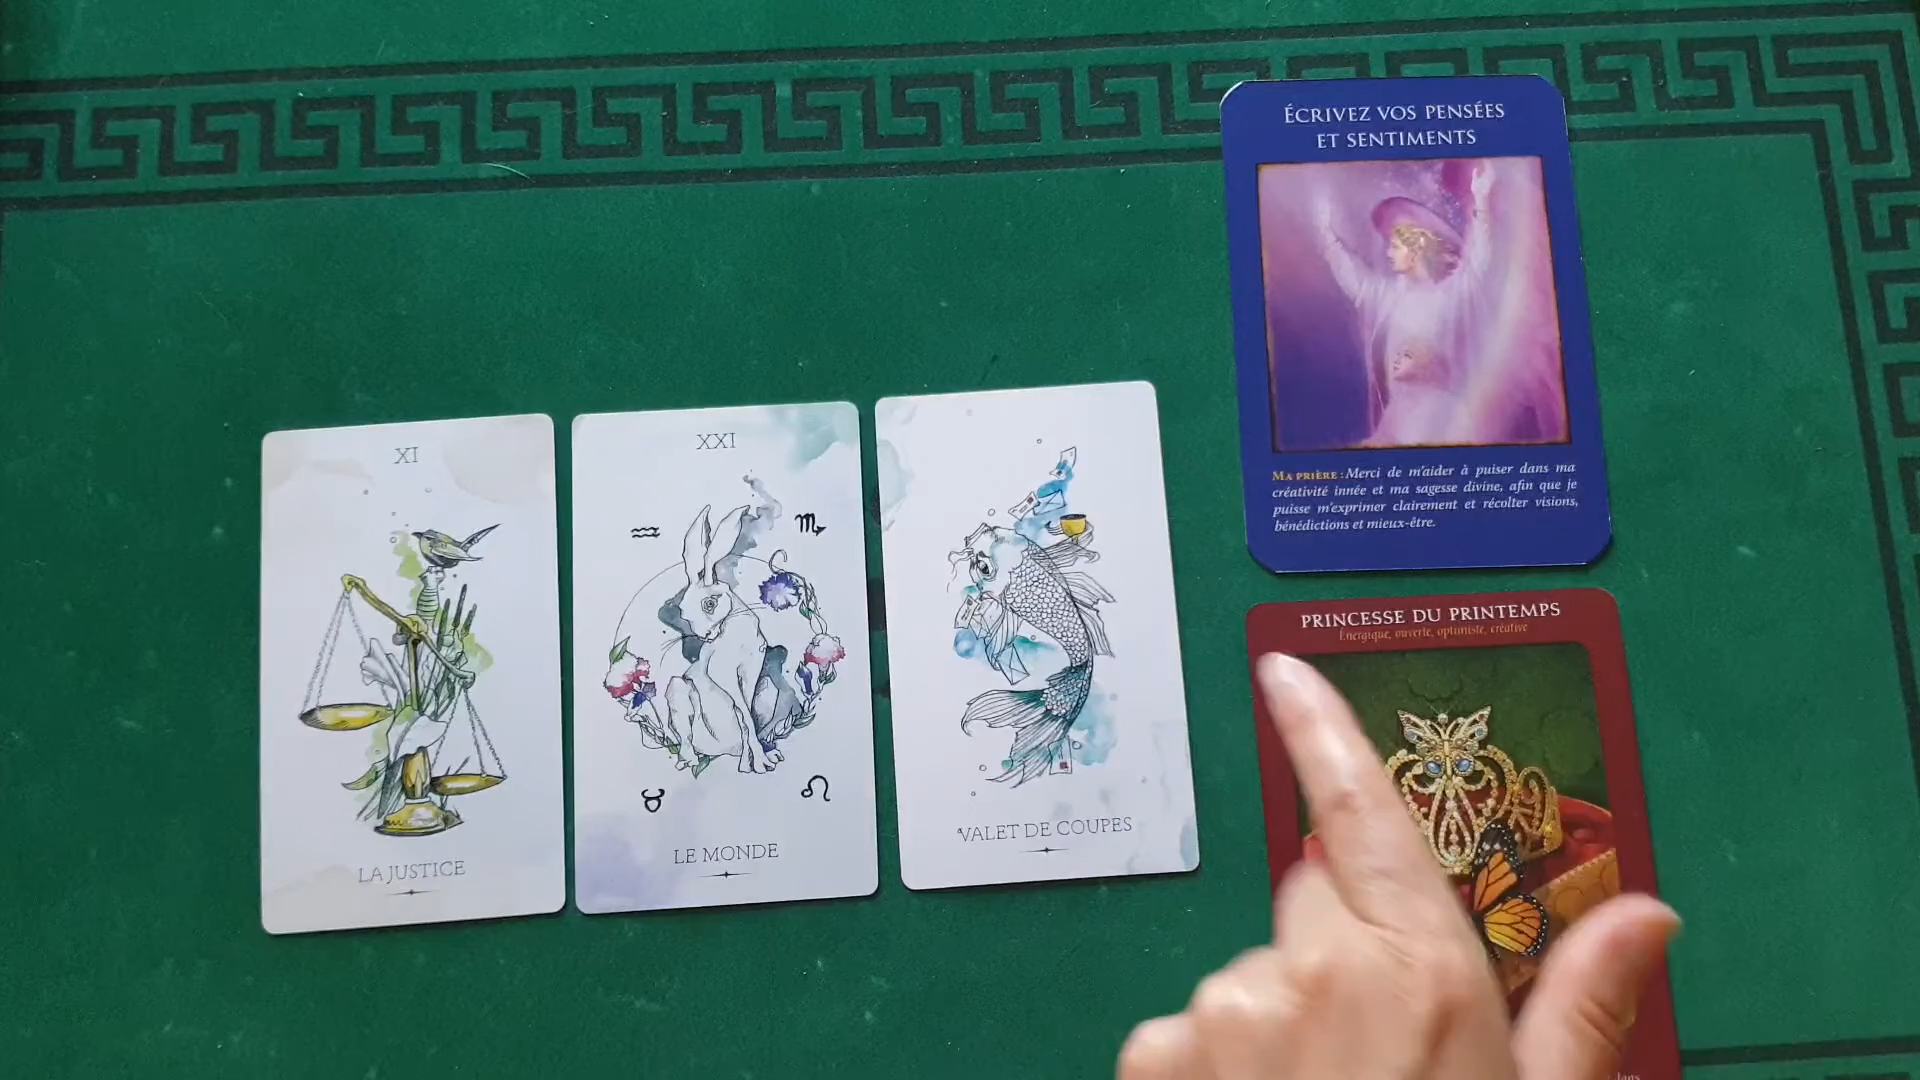 XI
LA JUSTICE
XXI
LE MONDE
VALET DE COUPES
ÉCRIVEZ VOS PENSÉES
ET SENTIMENTS
MA PRIÈRE : Merci de m'aider à puiser dans ma
créativité innée et ma sagesse divine, afin que je
puisse m'exprimer clairement et récolter visions,
bénédictions et mieux-être.
PRINCESSE DU PRINTEMPS
Énergique, ouverte, optimiste, créative